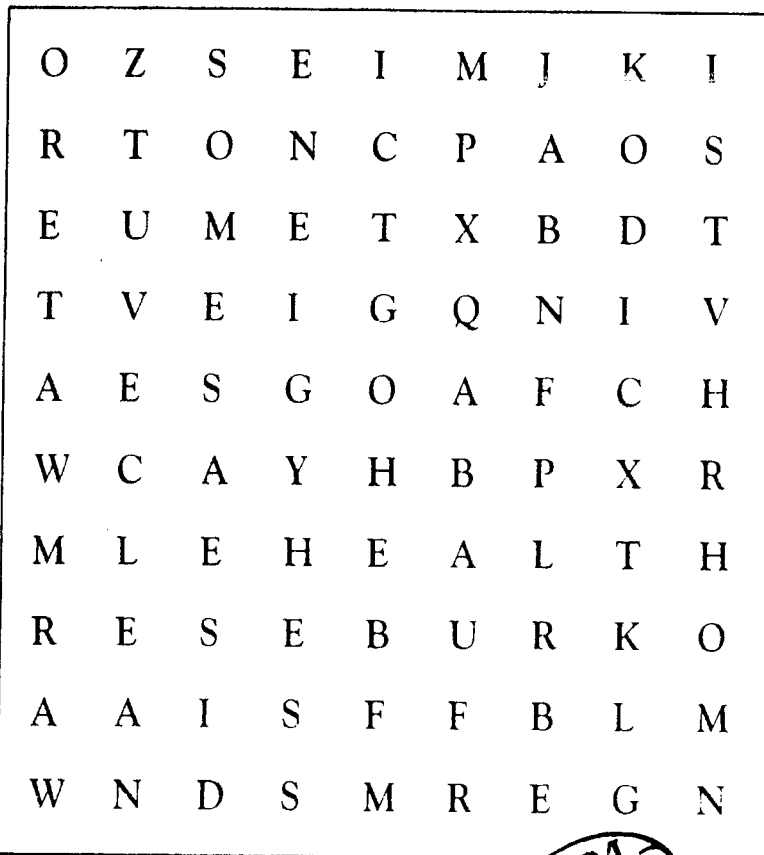 O Z S E I M J K I
R T O N C P A O S
E U M E T X B D T
T V E I G Q N I V
A E S G O A F C H
W C A Y H B P X R
M L E H E A L T H
R E S E B U R K O
A A I S F F B L M
W N D S M R E G N